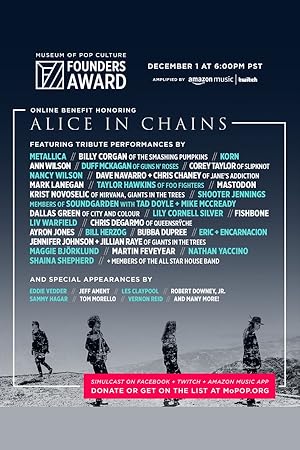 MUSEUM OF POP CULTURE
FOUNDERS
AWARD
DECEMBER 1 AT 6:00PM PST
AMPLIFIED BY amazon music | twitch
ONLINE BENEFIT HONORING
ALICE IN CHAINS
FEATURING TRIBUTE PERFORMANCES BY
METALLICA // BILLY CORGAN OF THE SMASHING PUMPKINS // KORN
ANN WILSON // DUFF MCKAGAN OF GUNS N' ROSES // COREY TAYLOR OF SLIPKNOT
NANCY WILSON // DAVE NAVARRO + CHRIS CHANEY OF JANE'S ADDICTION
MARK LANEGAN // TAYLOR HAWKINS OF FOO FIGHTERS // MASTODON
KRIST NOVOSELIC OF NIRVANA, GIANTS IN THE TREES // SHOOTER JENNINGS
MEMBERS OF SOUNDGARDEN WITH TAD DOYLE + MIKE MCCREADY
DALLAS GREEN OF CITY AND COLOUR // LILY CORNELL SILVER // FISHBONE
LIV WARFIELD // CHRIS DEGARMO OF QUEENSRŸCHE
AYRON JONES // BILL HERZOG // BUBBA DUPREE // ERIC + ENCARNACION
JENNIFER JOHNSON + JILLIAN RAYE OF GIANTS IN THE TREES
MAGGIE BJÖRKLUND // MARTIN FEVEYEAR // NATHAN YACCINO
SHAINA SHEPHERD // + MEMBERS OF THE ALL STAR HOUSE BAND
AND SPECIAL APPEARANCES BY
EDDIE VEDDER // JEFF AMENT // LES CLAYPOOL // ROBERT DOWNEY, JR.
SAMMY HAGAR // TOM MORELLO // VERNON REID // AND MANY MORE!
SIMULCAST ON FACEBOOK + TWITCH + AMAZON MUSIC APP
DONATE OR GET ON THE LIST AT MoPOP.ORG